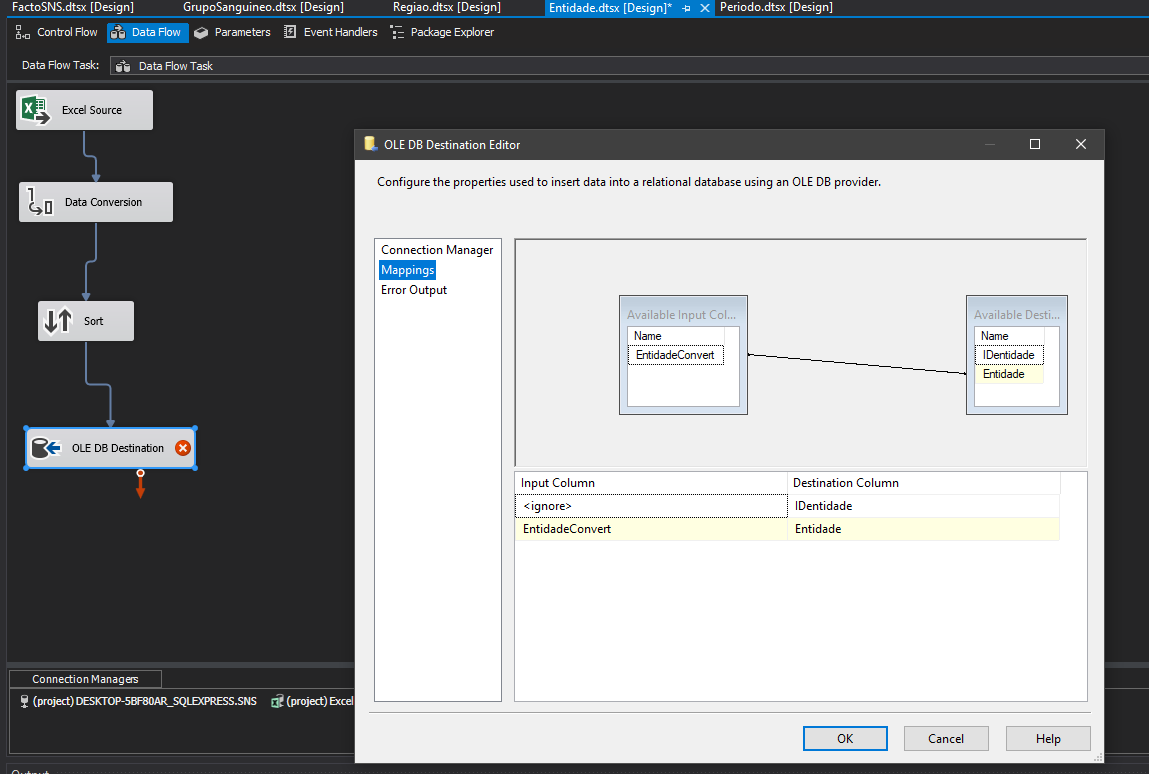 FactoSNS.dtsx [Design]
GrupoSanguineo.dtsx [Design]
Regiao.dtsx [Design]
Entidade.dtsx [Design]*
Periodo.dtsx [Design]
Control Flow
Data Flow
Parameters
Event Handlers
Package Explorer
Data Flow Task:
Data Flow Task
Excel Source
Data Conversion
Sort
OLE DB Destination
OLE DB Destination Editor
Configure the properties used to insert data into a relational database using an OLE DB provider.
Connection Manager
Mappings
Error Output
Available Input Col...
Name
EntidadeConvert
Available Desti...
Name
IDentidade
Entidade
Input Column
Destination Column
<ignore>
IDentidade
EntidadeConvert
Entidade
OK
Cancel
Help
Connection Managers
(project) DESKTOP-5BF80AR_SQLEXPRESS.SNS
(project) Excel
Output